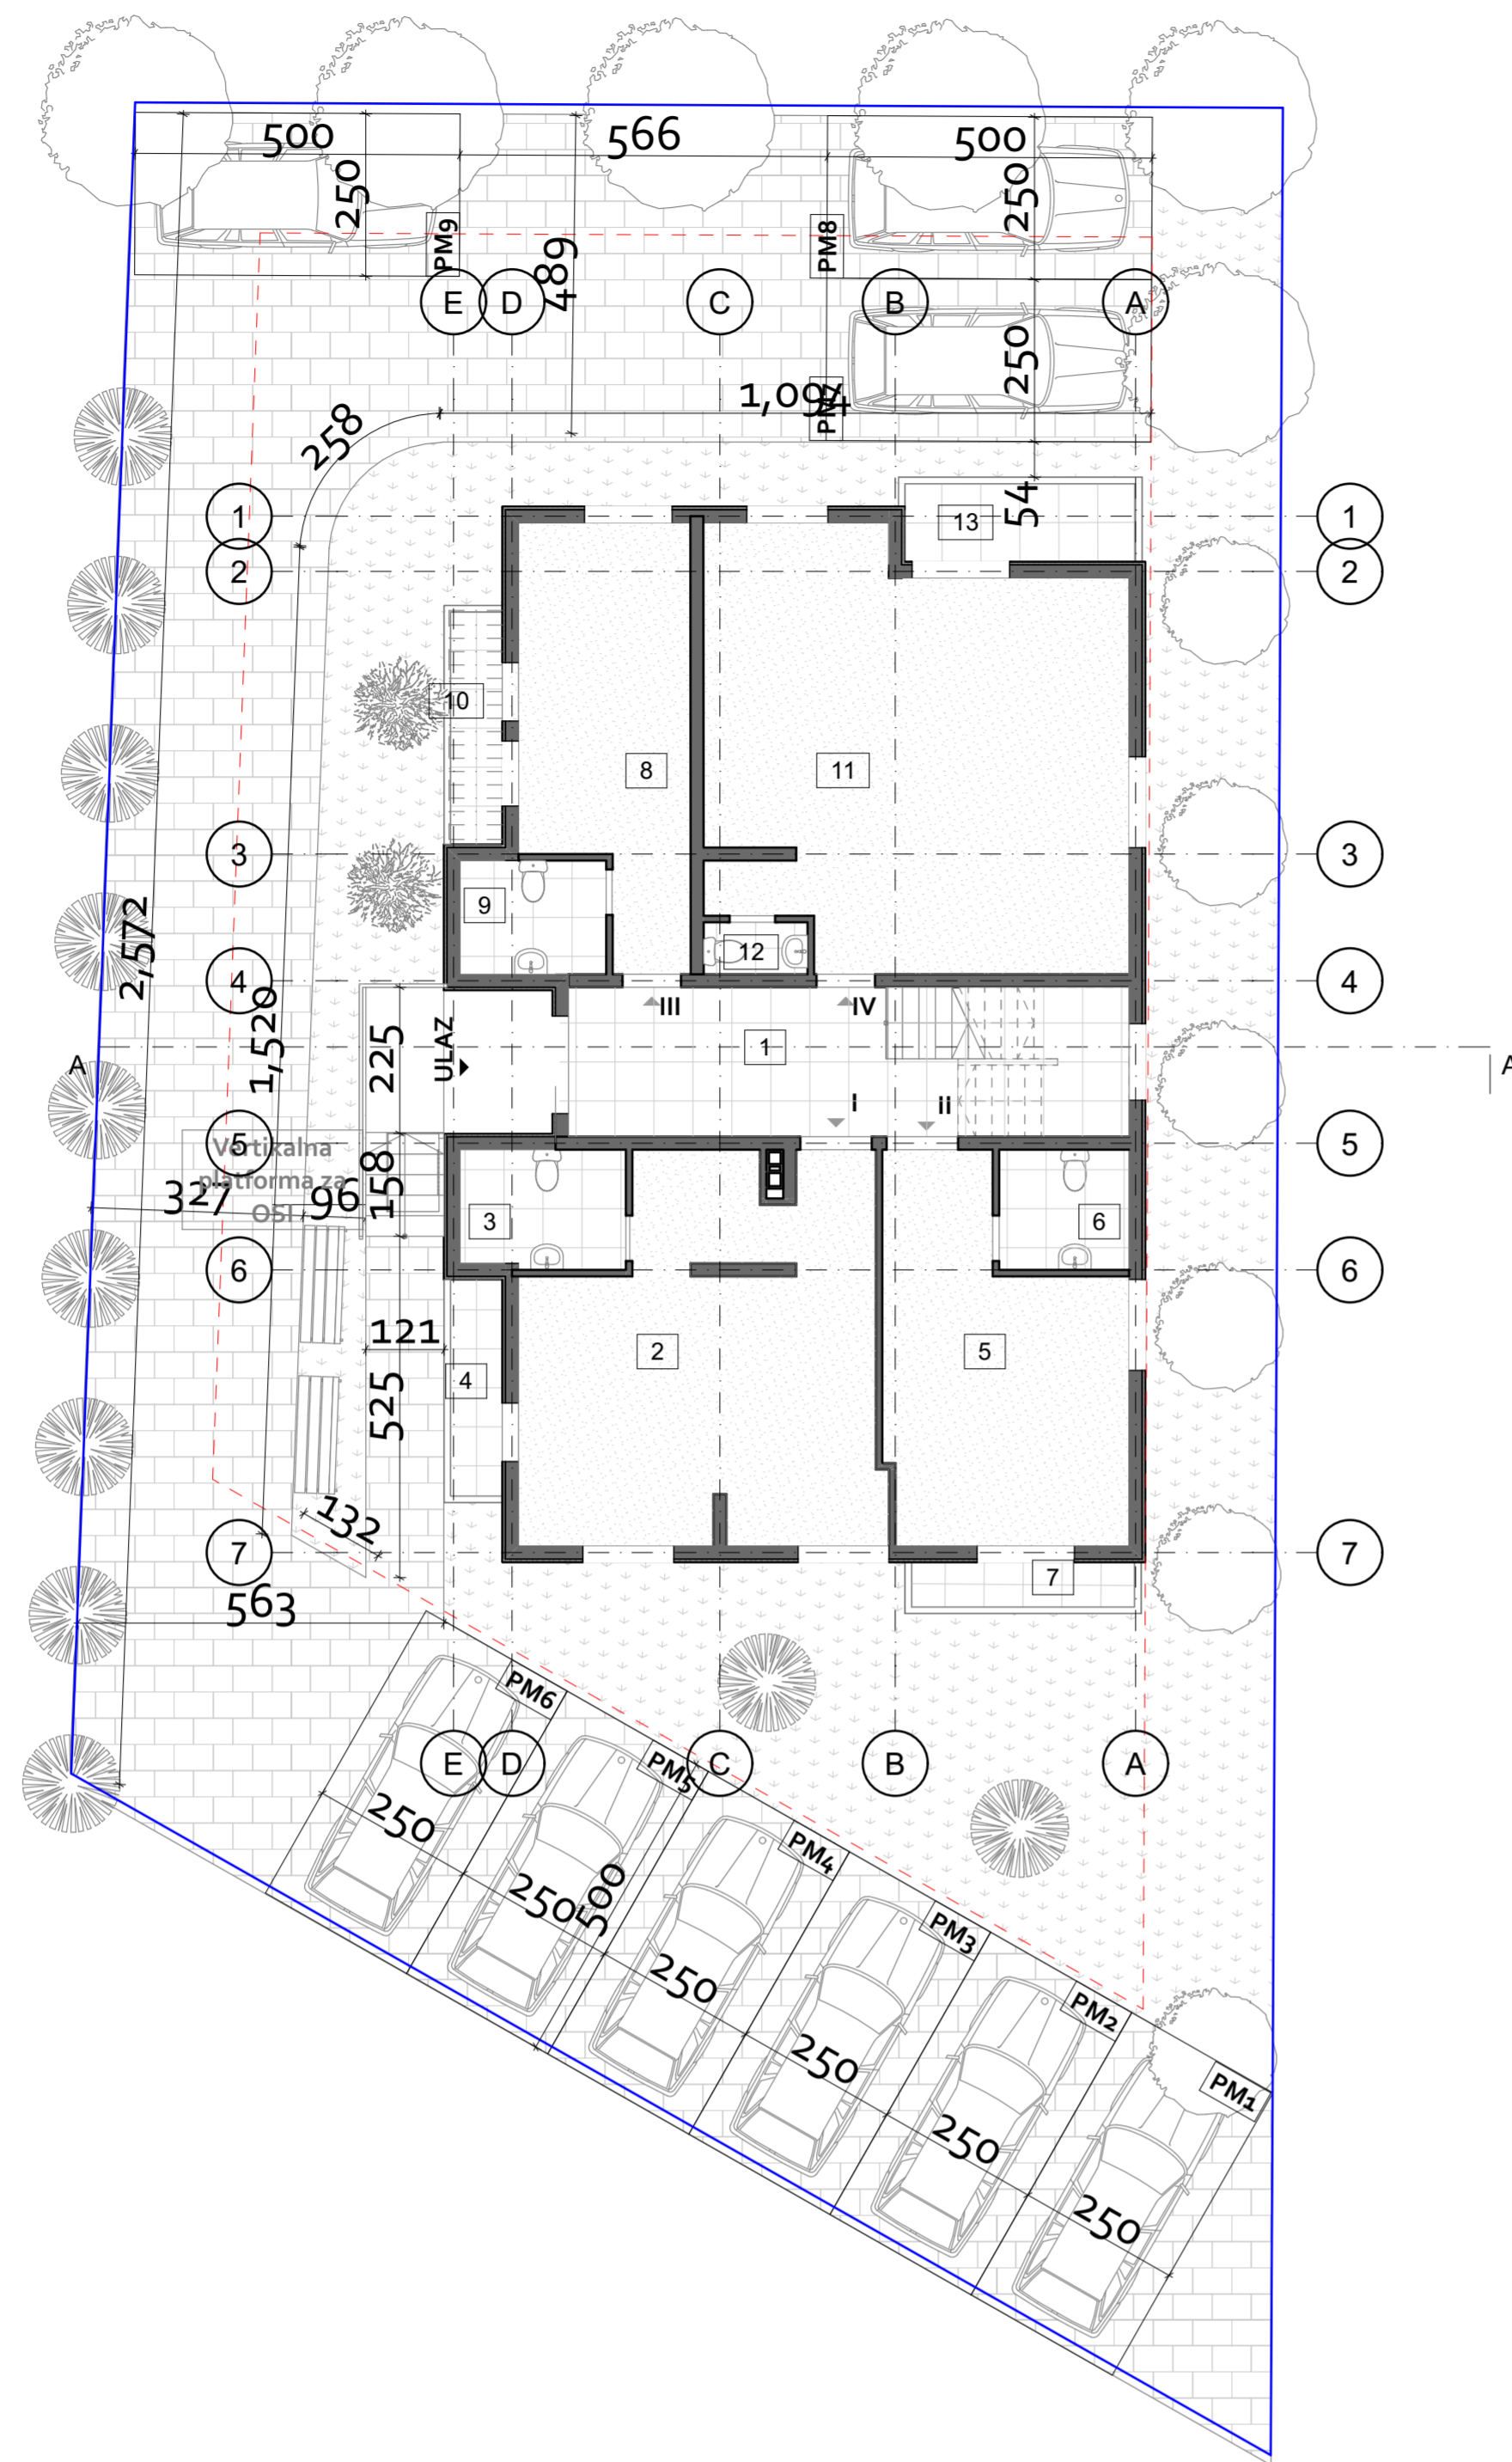 500
566
500
250
250
PM9
PM8
489
E
D
C
B
A
250
1,094
PM7
258
54
1
13
1
2
2
10
8
11
3
3
9
2,572
12
4
4
III
IV
1,520
225
ULAZ
1
A
A
I
II
5
5
Vertikalna
platforma za
OSI
158
327
96
3
6
6
6
121
2
5
4
525
132
7
7
7
563
PM6
E
D
C
B
A
PM5
250
PM4
250
500
PM3
250
PM2
250
PM1
250
250